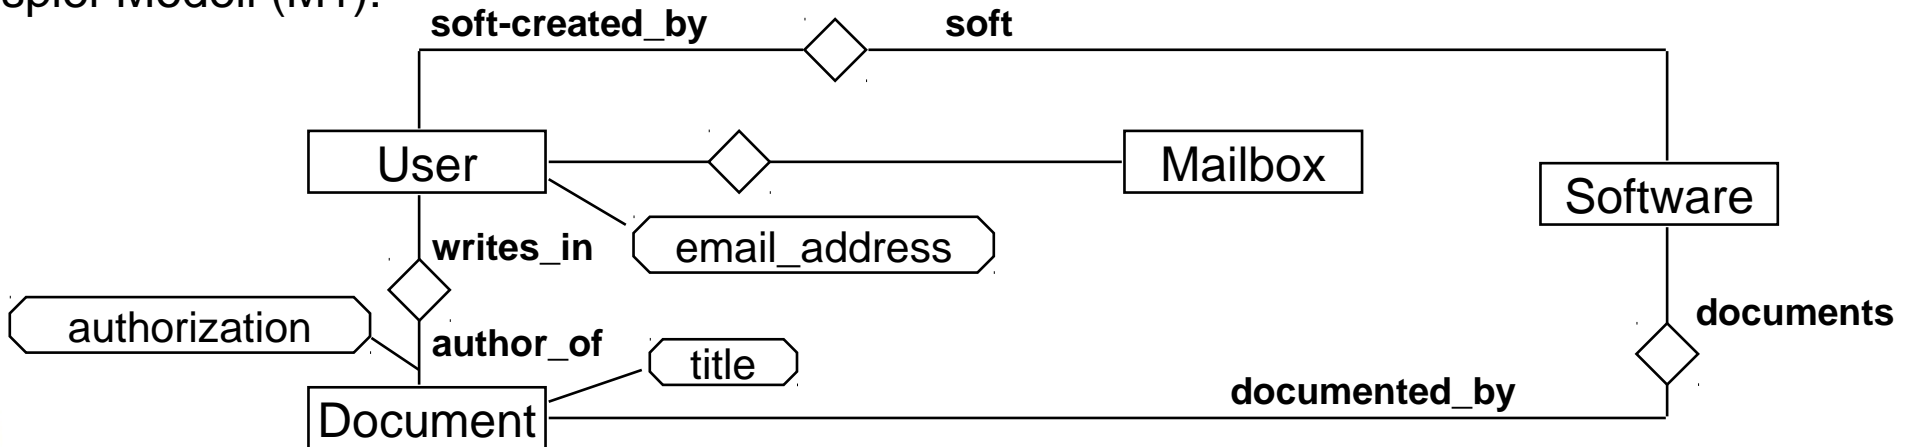 soft-created_by soft
User Mailbox
Software
writes_in email_address
authorization
documents
author_of title
documented_by
Document